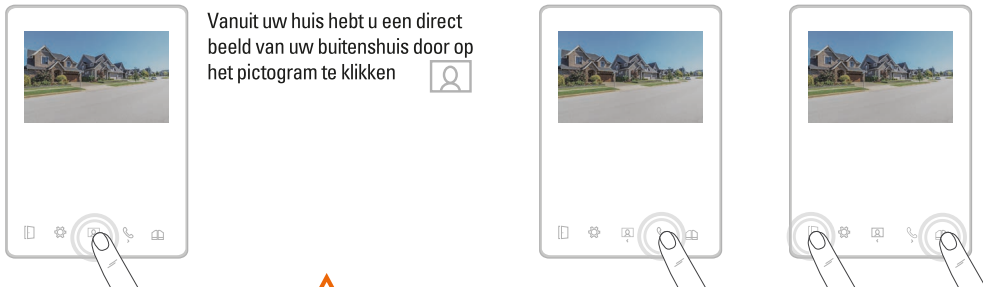 Vanuit uw huis hebt u een direct
beeld van uw buitenshuis door op
het pictogram te klikken